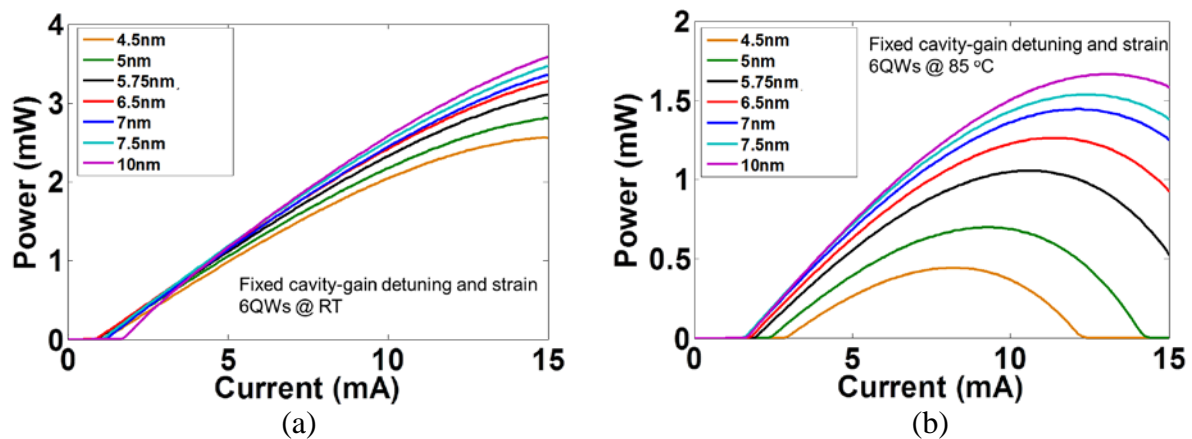 4
3
2
1
0
Power (mW)
4.5nm
5nm
5.75nm
6.5nm
7nm
7.5nm
10nm
Fixed cavity-gain detuning and strain
6QWs @ RT
0 5 10 15
Current (mA)
(a)
2
1.5
1
0.5
0
Power (mW)
4.5nm
5nm
5.75nm
6.5nm
7nm
7.5nm
10nm
Fixed cavity-gain detuning and strain
6QWs @ 85 °C
0 5 10 15
Current (mA)
(b)